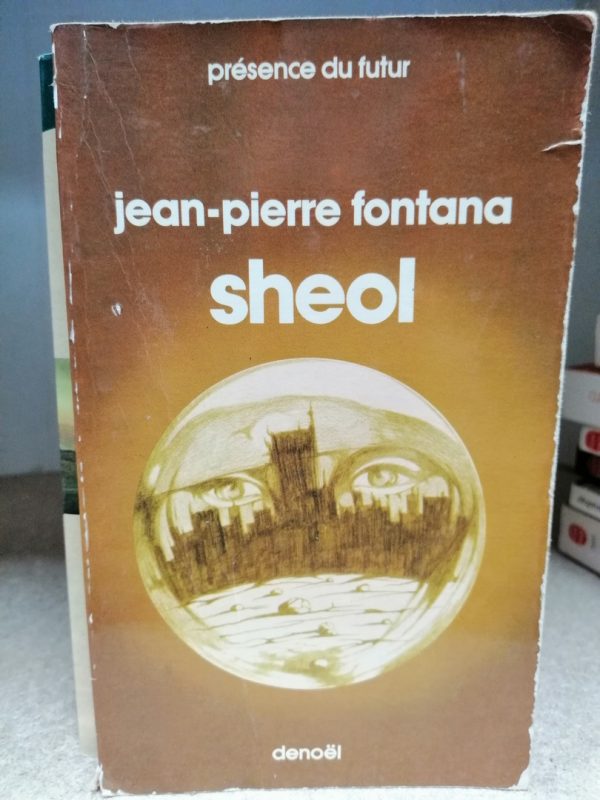 présence du futur
jean-pierre fontana
sheol
denoël